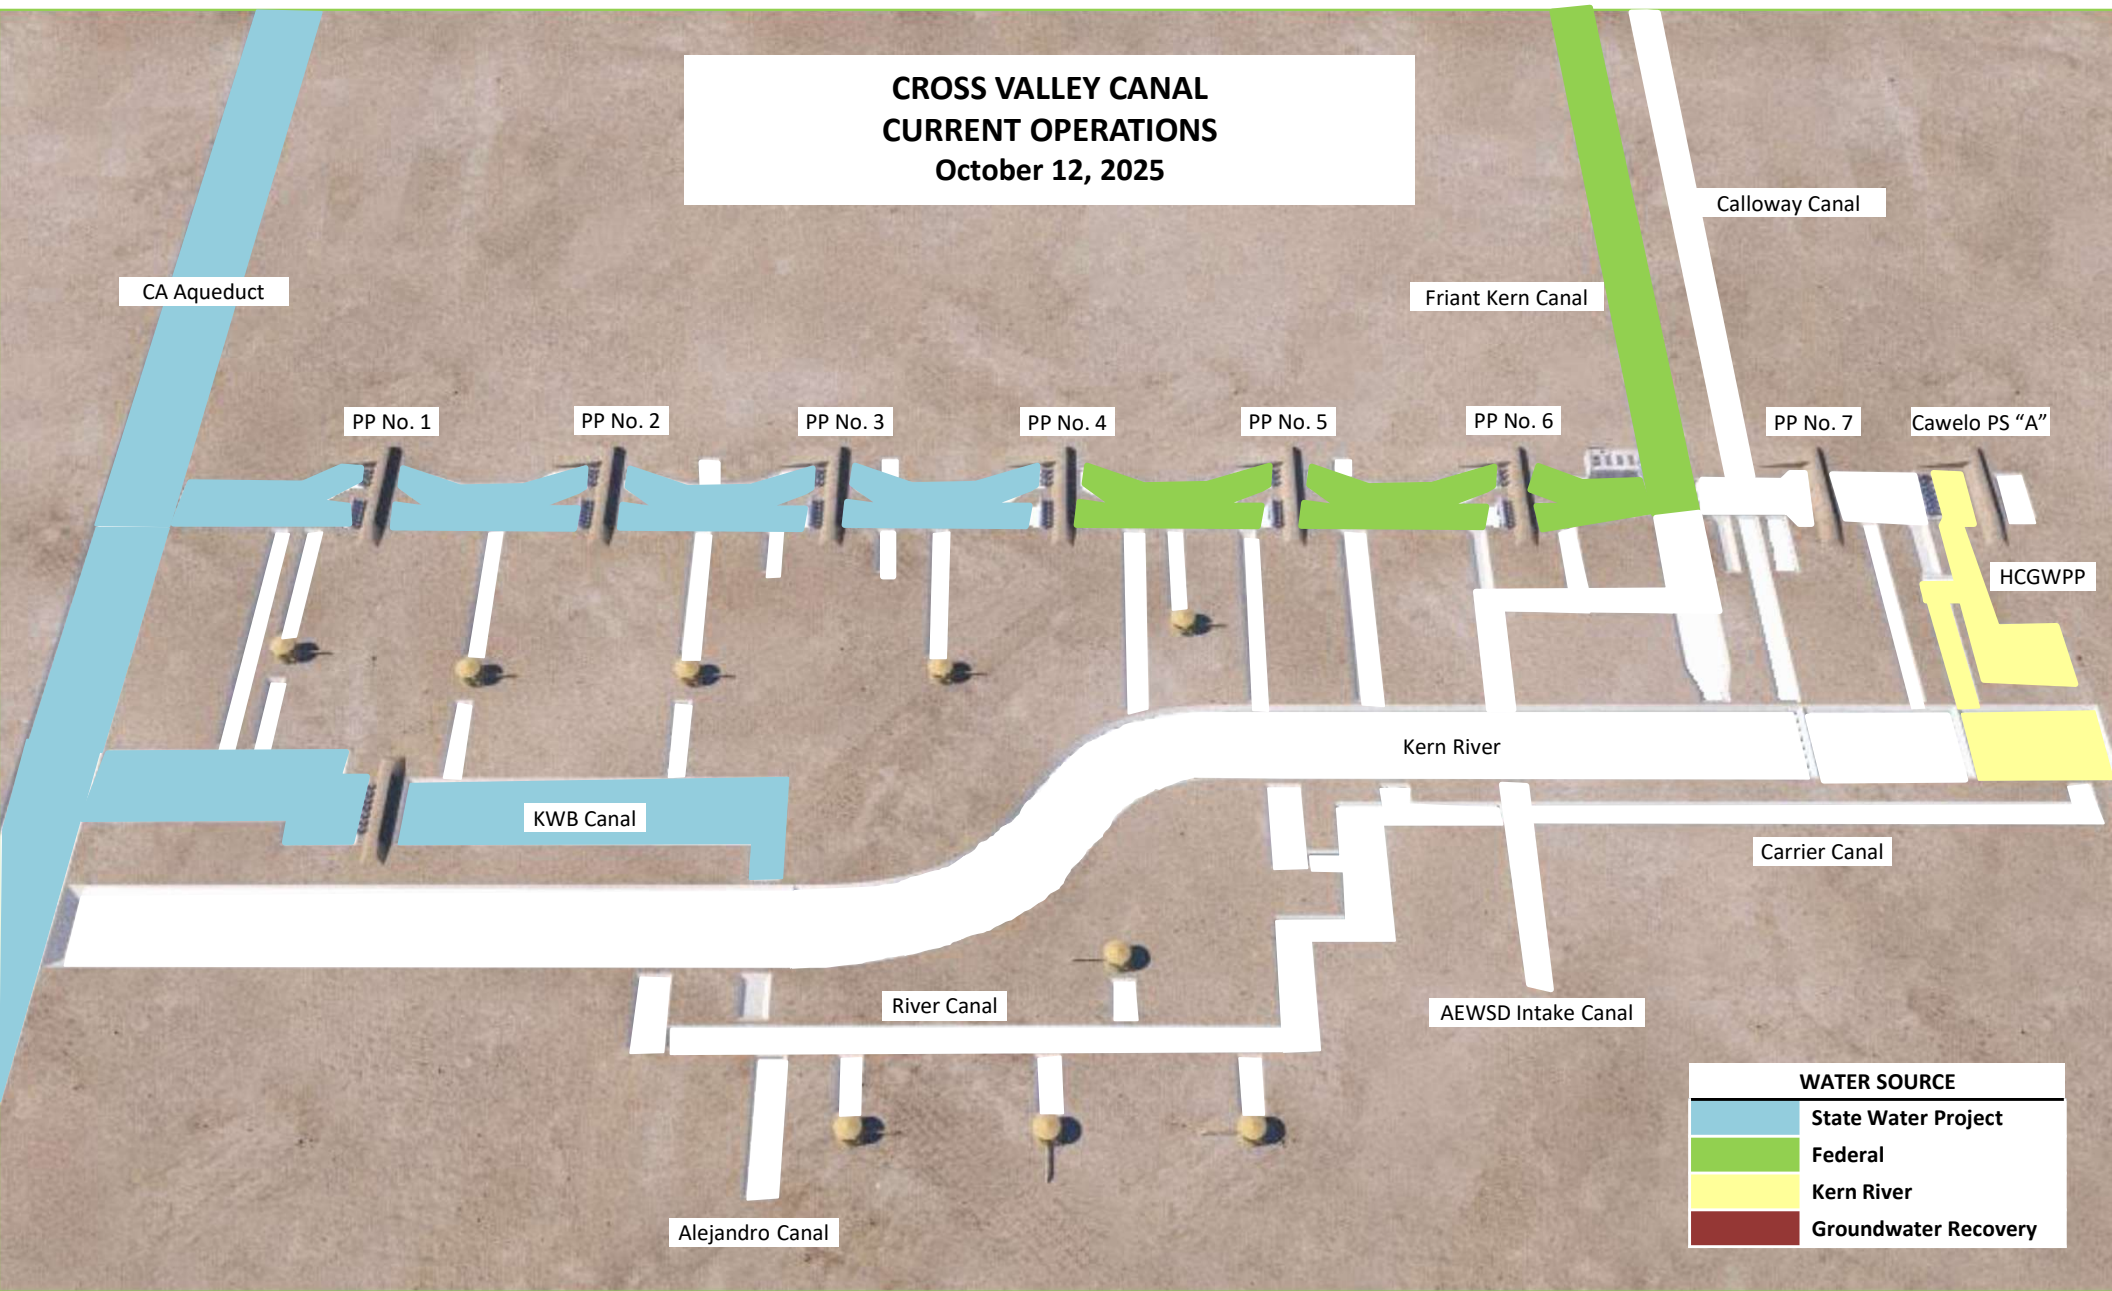 CROSS VALLEY CANAL
CURRENT OPERATIONS
October 12, 2025
Calloway Canal
CA Aqueduct
Friant Kern Canal
PP No. 1
PP No. 2
PP No. 3
PP No. 4
PP No. 5
PP No. 6
PP No. 7
Cawelo PS “A”
HCGWPP
Kern River
KWB Canal
Carrier Canal
River Canal
AEWSD Intake Canal
Alejandro Canal
WATER SOURCE
State Water Project
Federal
Kern River
Groundwater Recovery